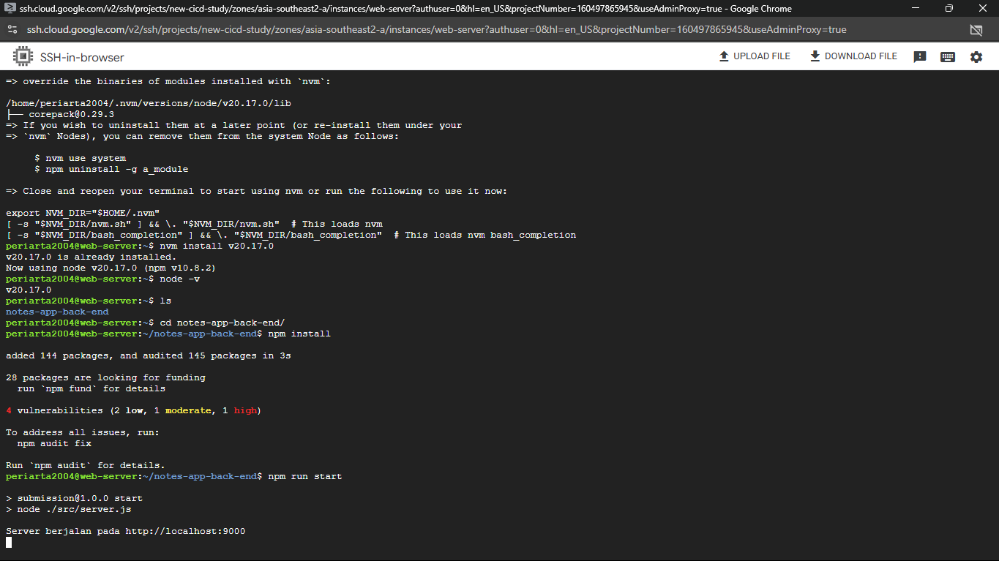 ssh.cloud.google.com/v2/ssh/projects/new-cicd-study/zones/asia-southeast2-a/instances/web-server?authuser=0&hl=en_US&projectNumber=160497865945&useAdminProxy=true - Google Chrome
ssh.cloud.google.com/v2/ssh/projects/new-cicd-study/zones/asia-southeast2-a/instances/web-server?authuser=0&hl=en_US&projectNumber=160497865945&useAdminProxy=true
SSH-in-browser
UPLOAD FILE
DOWNLOAD FILE
=> override the binaries of modules installed with `nvm`:
/home/periarta2004/.nvm/versions/node/v20.17.0/lib
├── corepack@0.29.3
=> If you wish to uninstall them at a later point (or re-install them under your
=> `nvm` Nodes), you can remove them from the system Node as follows:
$ nvm use system
$ npm uninstall -g a_module
=> Close and reopen your terminal to start using nvm or run the following to use it now:
export NVM_DIR="$HOME/.nvm"
[ -s "$NVM_DIR/nvm.sh" ] && \. "$NVM_DIR/nvm.sh"  # This loads nvm
[ -s "$NVM_DIR/bash_completion" ] && \. "$NVM_DIR/bash_completion"  # This loads nvm bash_completion
periarta2004@web-server:~$ nvm install v20.17.0
v20.17.0 is already installed.
Now using node v20.17.0 (npm v10.8.2)
periarta2004@web-server:~$ node -v
v20.17.0
periarta2004@web-server:~$ ls
notes-app-back-end
periarta2004@web-server:~$ cd notes-app-back-end/
periarta2004@web-server:~/notes-app-back-end$ npm install
added 144 packages, and audited 145 packages in 3s
28 packages are looking for funding
run `npm fund` for details
4 vulnerabilities (2 low, 1 moderate, 1 high)
To address all issues, run:
npm audit fix
Run `npm audit` for details.
periarta2004@web-server:~/notes-app-back-end$ npm run start
> submission@1.0.0 start
> node ./src/server.js
Server berjalan pada http://localhost:9000